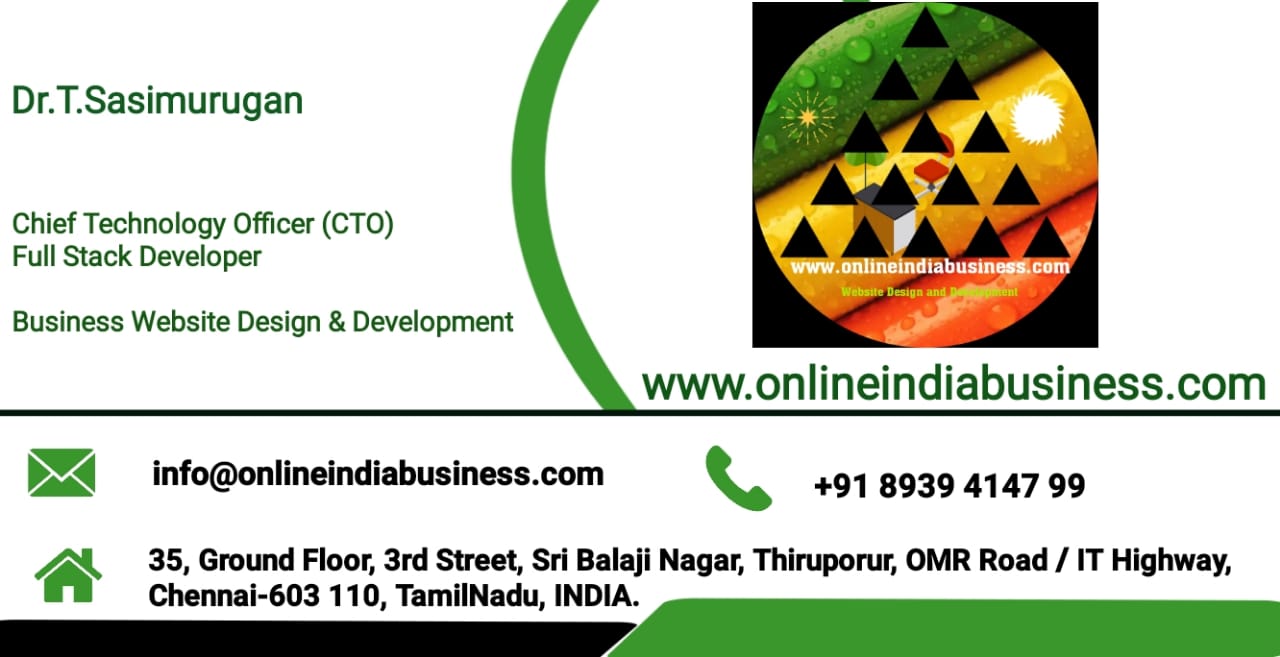 Dr.T.Sasimurugan
Chief Technology Officer (CTO)
Full Stack Developer
Business Website Design & Development
www.onlineindiabusiness.com
Website Design and Development
www.onlineindiabusiness.com
info@onlineindiabusiness.com
+91 8939 4147 99
35, Ground Floor, 3rd Street, Sri Balaji Nagar, Thiruporur, OMR Road / IT Highway,
Chennai-603 110, TamilNadu, INDIA.